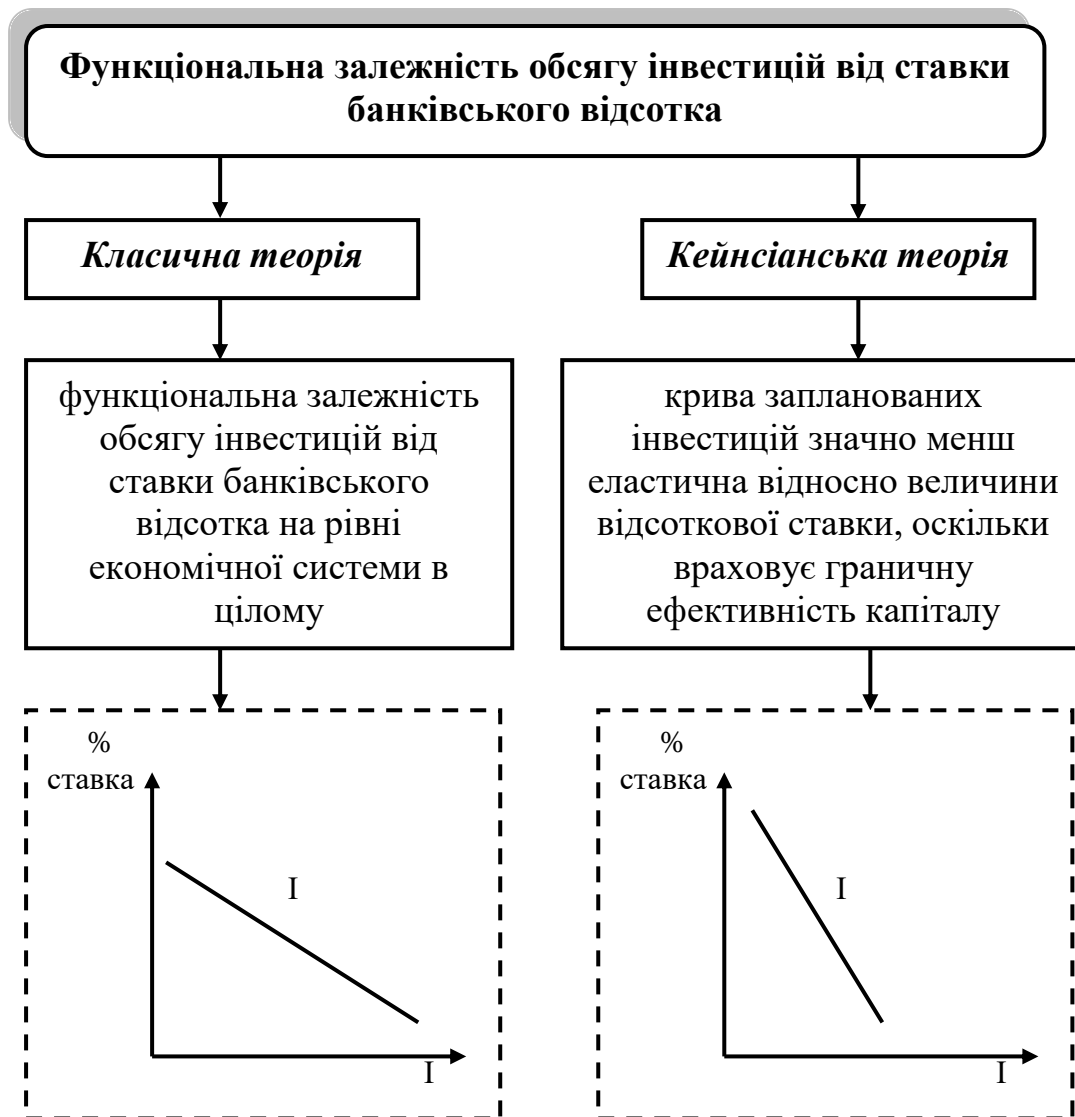 Функціональна залежність обсягу інвестицій від ставки
банківського відсотка
Класична теорія
Кейнсіанська теорія
функціональна залежність
обсягу інвестицій від
ставки банківського
відсотка на рівні
економічної системи в
цілому
крива запланованих
інвестицій значно менш
еластична відносно величини
відсоткової ставки, оскільки
враховує граничну
ефективність капіталу
%
ставка
I
I
%
ставка
I
I